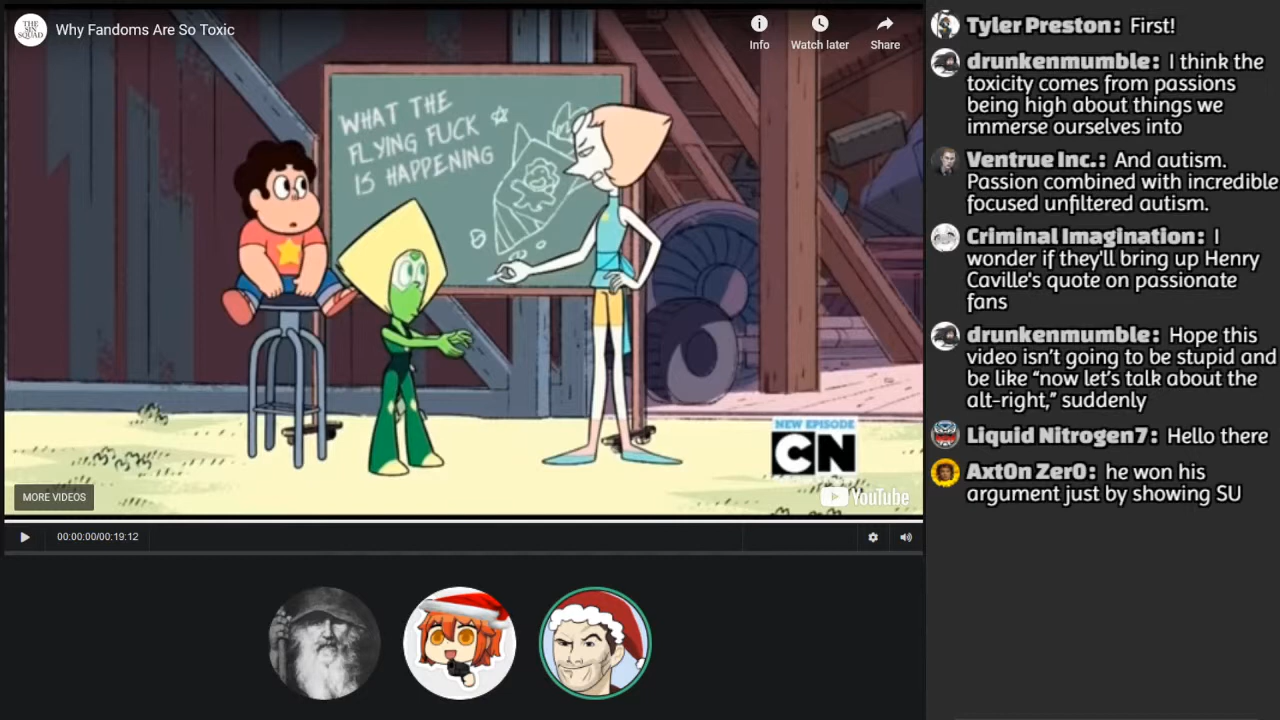 THE
SIN
SQUAD
Why Fandoms Are So Toxic
Info
Watch later
Share
WHAT THE
FLYING FUCK
IS HAPPENING
NEW EPISODE
CN
YouTube
MORE VIDEOS
00:00:00/00:19:12
Tyler Preston: First!
drunkenmumble: I think the
toxicity comes from passions
being high about things we
immerse ourselves into
Ventrue Inc.: And autism.
Passion combined with incredible
focused unfiltered autism.
Criminal Imagination: I
wonder if they'll bring up Henry
Caville's quote on passionate
fans
drunkenmumble: Hope this
video isn't going to be stupid and
be like “now let's talk about the
alt-right,” suddenly
Liquid Nitrogen7: Hello there
Axt0n Zer0: he won his
argument just by showing SU